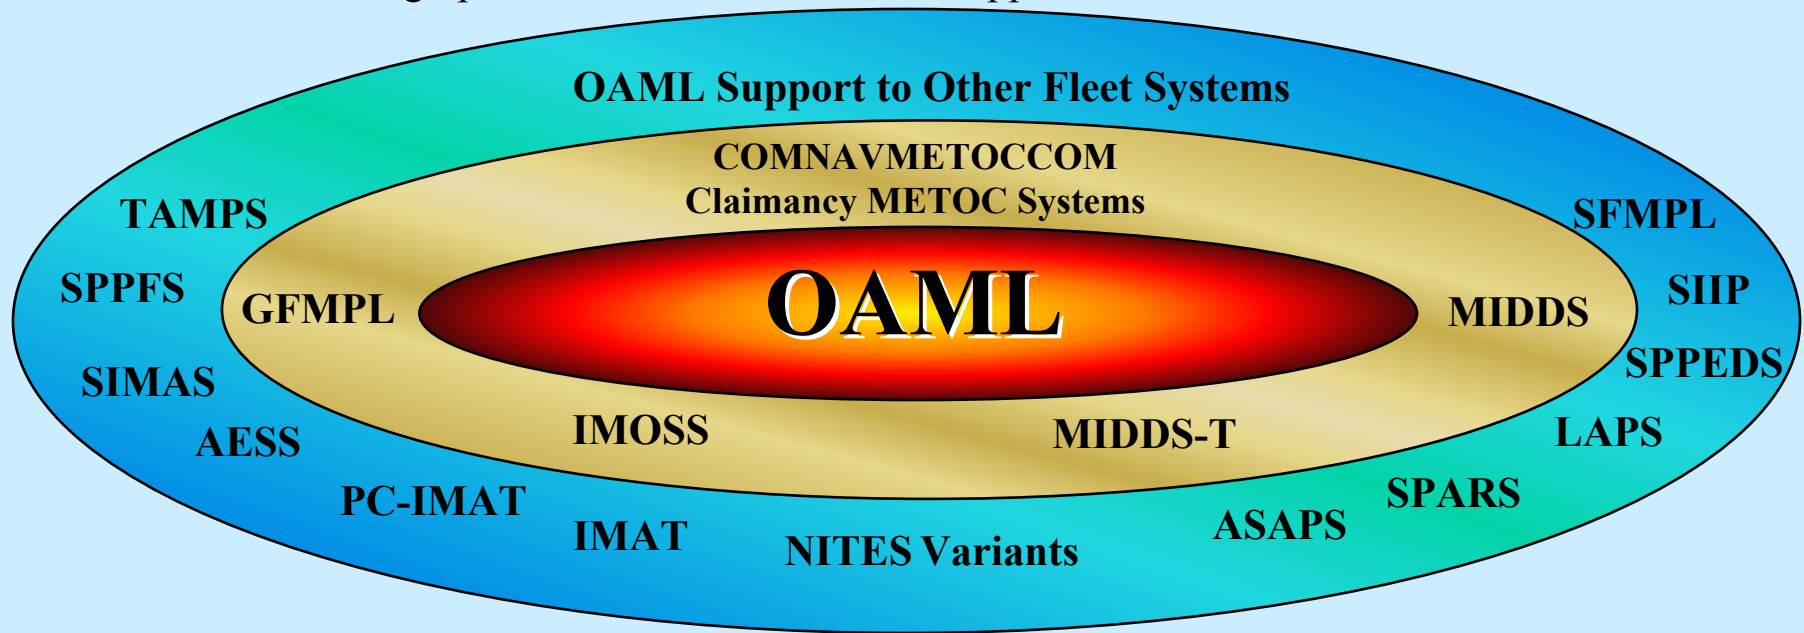 OAML Support to Other Fleet Systems
COMNAVMETOCCOM
Claimancy METOC Systems
TAMPS
SFMPL
SPPFS
GFMPL
OAML
MIDDS
SIIP
SPPEDS
SIMAS
AESS
IMOSS
MIDDS-T
LAPS
PC-IMAT
IMAT
NITES Variants
ASAPS
SPARS